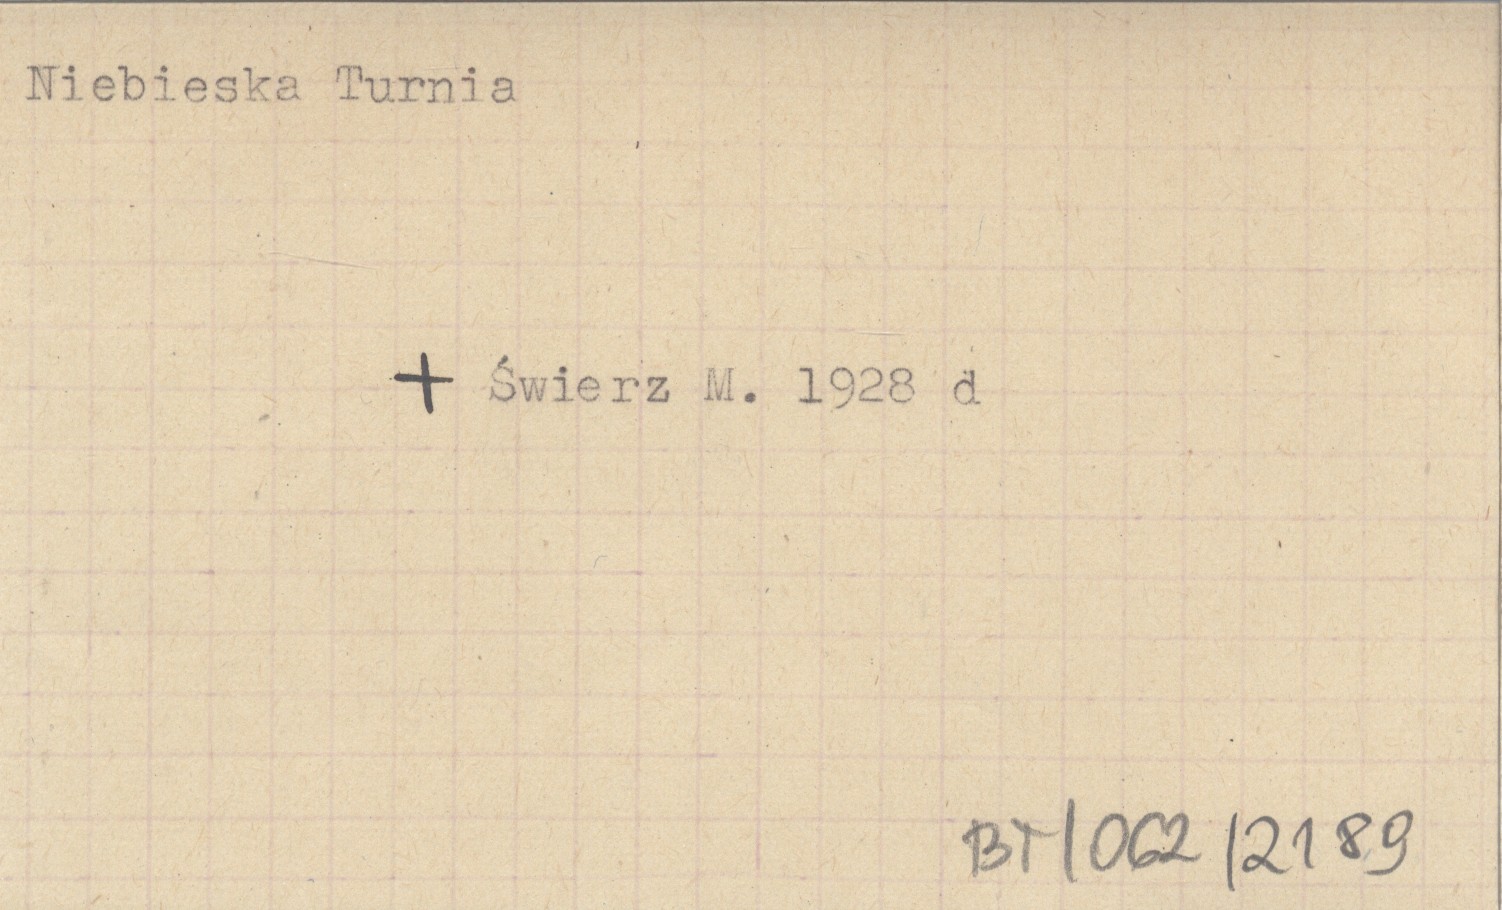 Niebieska Turnia
+ Świerz M. 1928 d
BT/062/2189